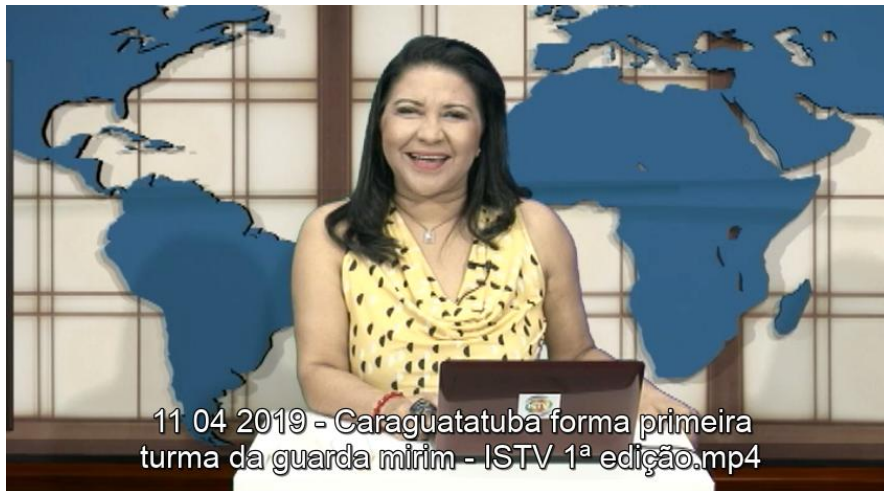 11 04 2019 - Caraguatatuba forma primeira
turma da guarda mirim - ISTV 1ª edição.mp4